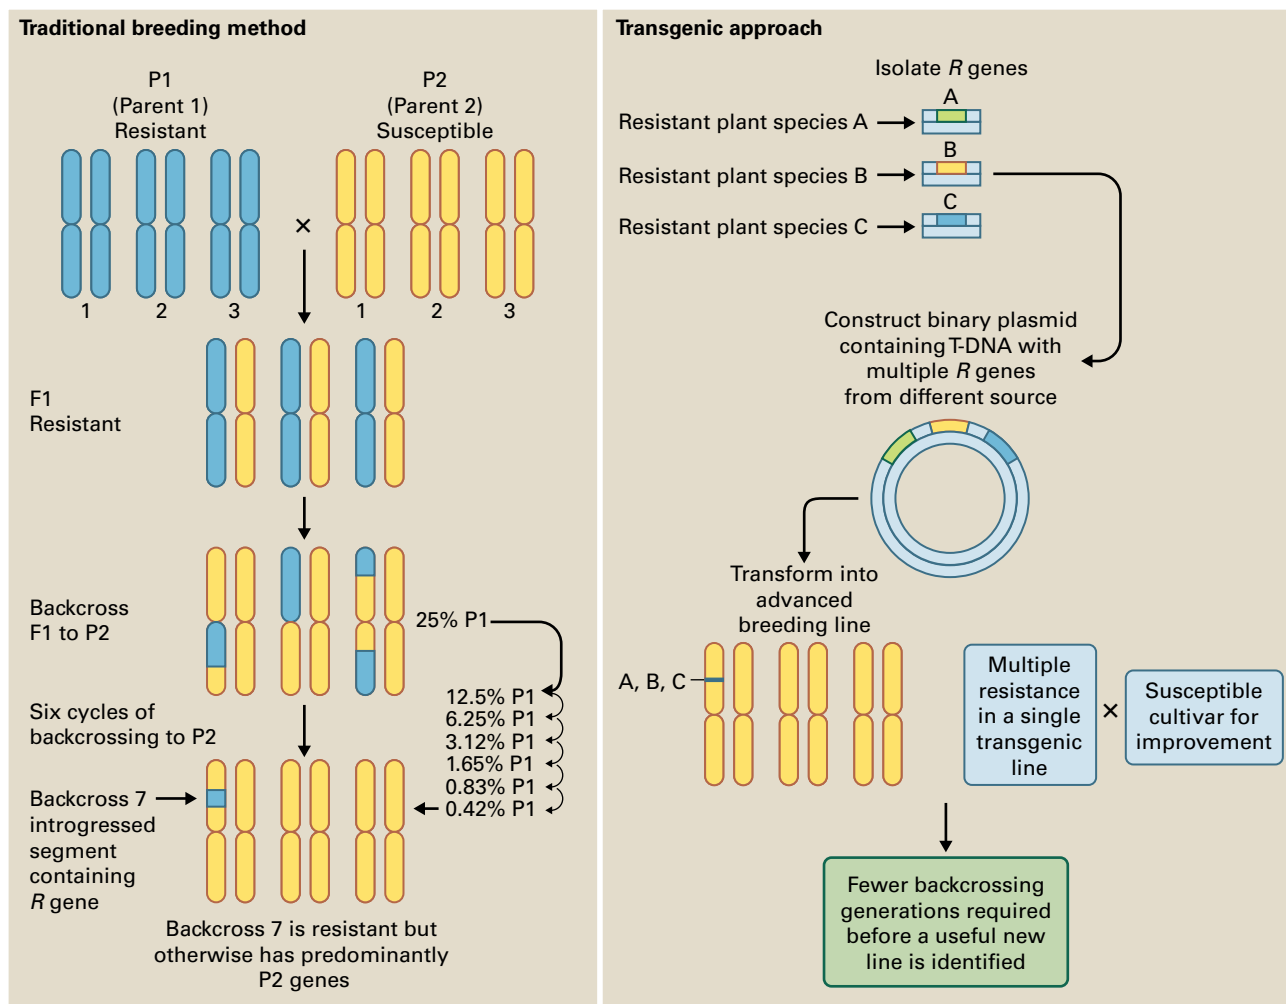 Traditional breeding method
P1
(Parent 1)
Resistant
P2
(Parent 2)
Susceptible
×
1
2
3
1
2
3
F1
Resistant
Backcross
F1 to P2
25% P1
Six cycles of
backcrossing to P2
12.5% P1
6.25% P1
3.12% P1
1.65% P1
0.83% P1
0.42% P1
Backcross 7
introgressed
segment
containing
R gene
Backcross 7 is resistant but
otherwise has predominantly
P2 genes
Transgenic approach
Isolate R genes
A
Resistant plant species A
B
Resistant plant species B
C
Resistant plant species C
Construct binary plasmid
containing T-DNA with
multiple R genes
from different source
Transform into
advanced
breeding line
A, B, C
Multiple
resistance
in a single
transgenic
line
×
Susceptible
cultivar for
improvement
Fewer backcrossing
generations required
before a useful new
line is identified